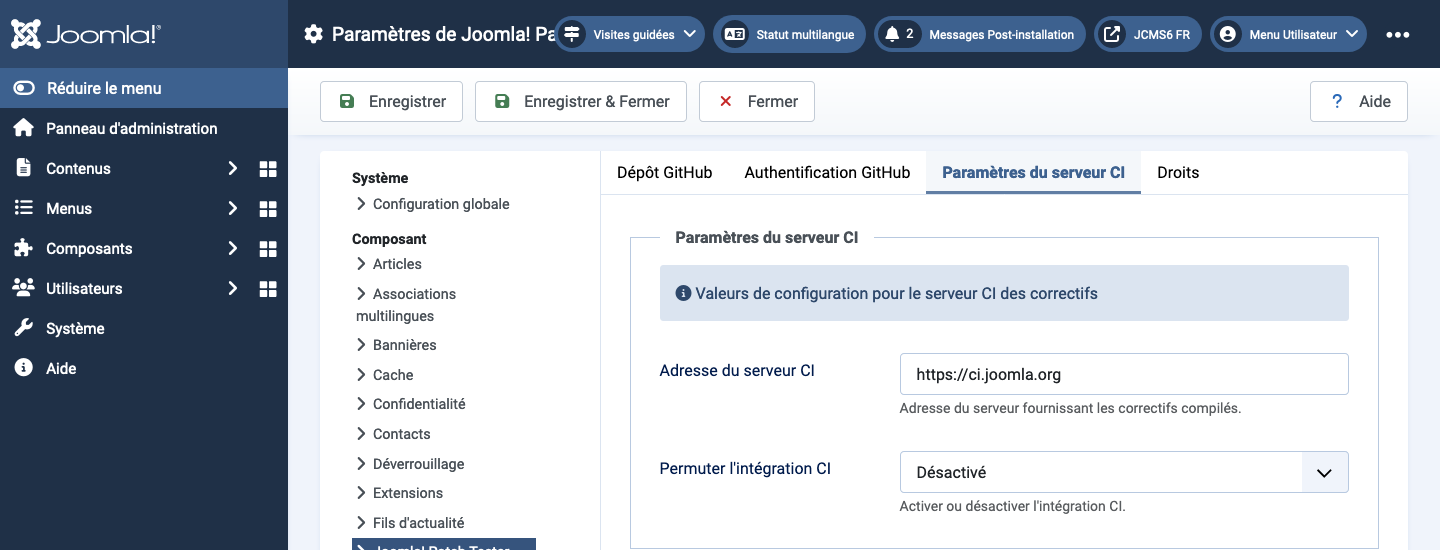 Joomla!®
Paramètres de Joomla! Pa
Visites guidées
Statut multilangue
2 Messages Post-installation
JCMS6 FR
Menu Utilisateur
Réduire le menu
Panneau d'administration
Contenus
Menus
Composants
Utilisateurs
Système
Aide
Enregistrer
Enregistrer & Fermer
Fermer
? Aide
Système
Configuration globale
Composant
Articles
Associations
multilingues
Bannières
Cache
Confidentialité
Contacts
Déverrouillage
Extensions
Fils d'actualité
Joomla! Patch Tester
Dépôt GitHub
Authentification GitHub
Paramètres du serveur CI
Droits
Paramètres du serveur CI
Valeurs de configuration pour le serveur CI des correctifs
Adresse du serveur CI
https://ci.joomla.org
Adresse du serveur fournissant les correctifs compilés.
Permuter l'intégration CI
Désactivé
Activer ou désactiver l'intégration CI.